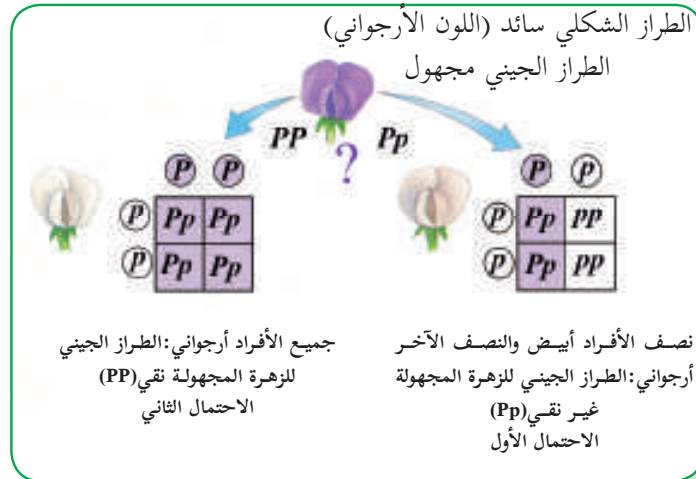 الطراز الشكلي سائد (اللون الأرجواني)
الطراز الجيني مجهول
Pp
?
PP
P p
p Pp pp
p Pp pp
نصف الأفراد أبيض والنصف الآخر
أرجواني:الطراز الجيني للزهرة المجهولة
غير نقي(Pp)
الاحتمال الأول
P P
p Pp Pp
p Pp Pp
جميع الأفراد أرجواني:الطراز الجيني
للزهرة المجهولة نقي(PP)
الاحتمال الثاني